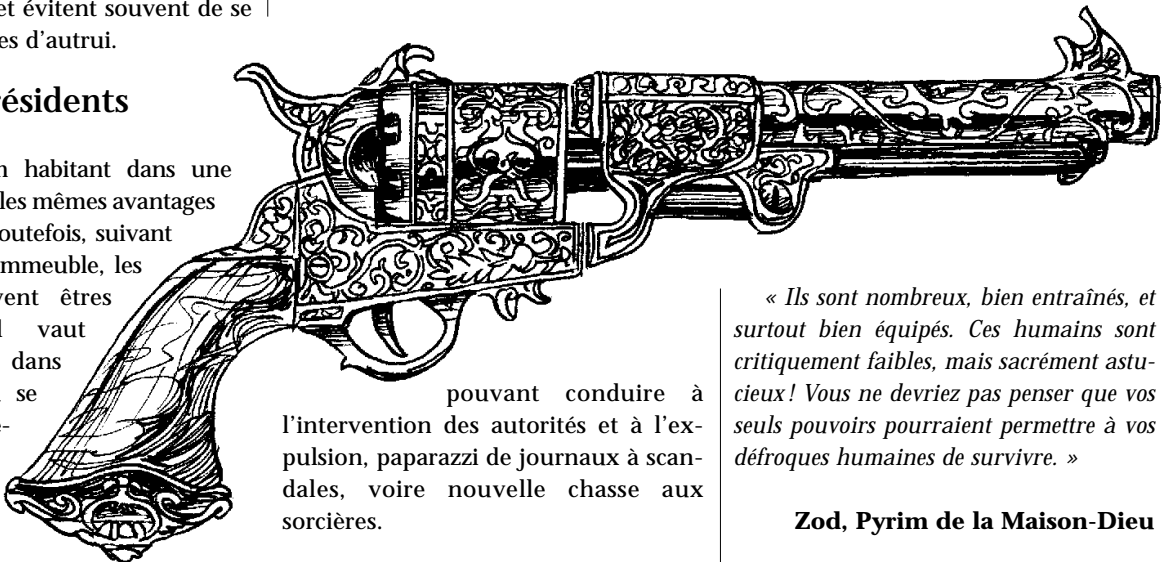 et évitent souvent de se
es d'autrui.
résidents
habitant dans une
les mêmes avantages
outefois, suivant
mmeuble, les
vent êtres
vaut
dans
se
pouvant conduire à
l'intervention des autorités et à l'ex-
pulsion, paparazzi de journaux à scan-
dales, voire nouvelle chasse aux
sorcières.
« Ils sont nombreux, bien entraînés, et
surtout bien équipés. Ces humains sont
critiquement faibles, mais sacrément astu-
cieux ! Vous ne devriez pas penser que vos
seuls pouvoirs pourraient permettre à vos
défroques humaines de survivre. »
Zod, Pyrim de la Maison-Dieu